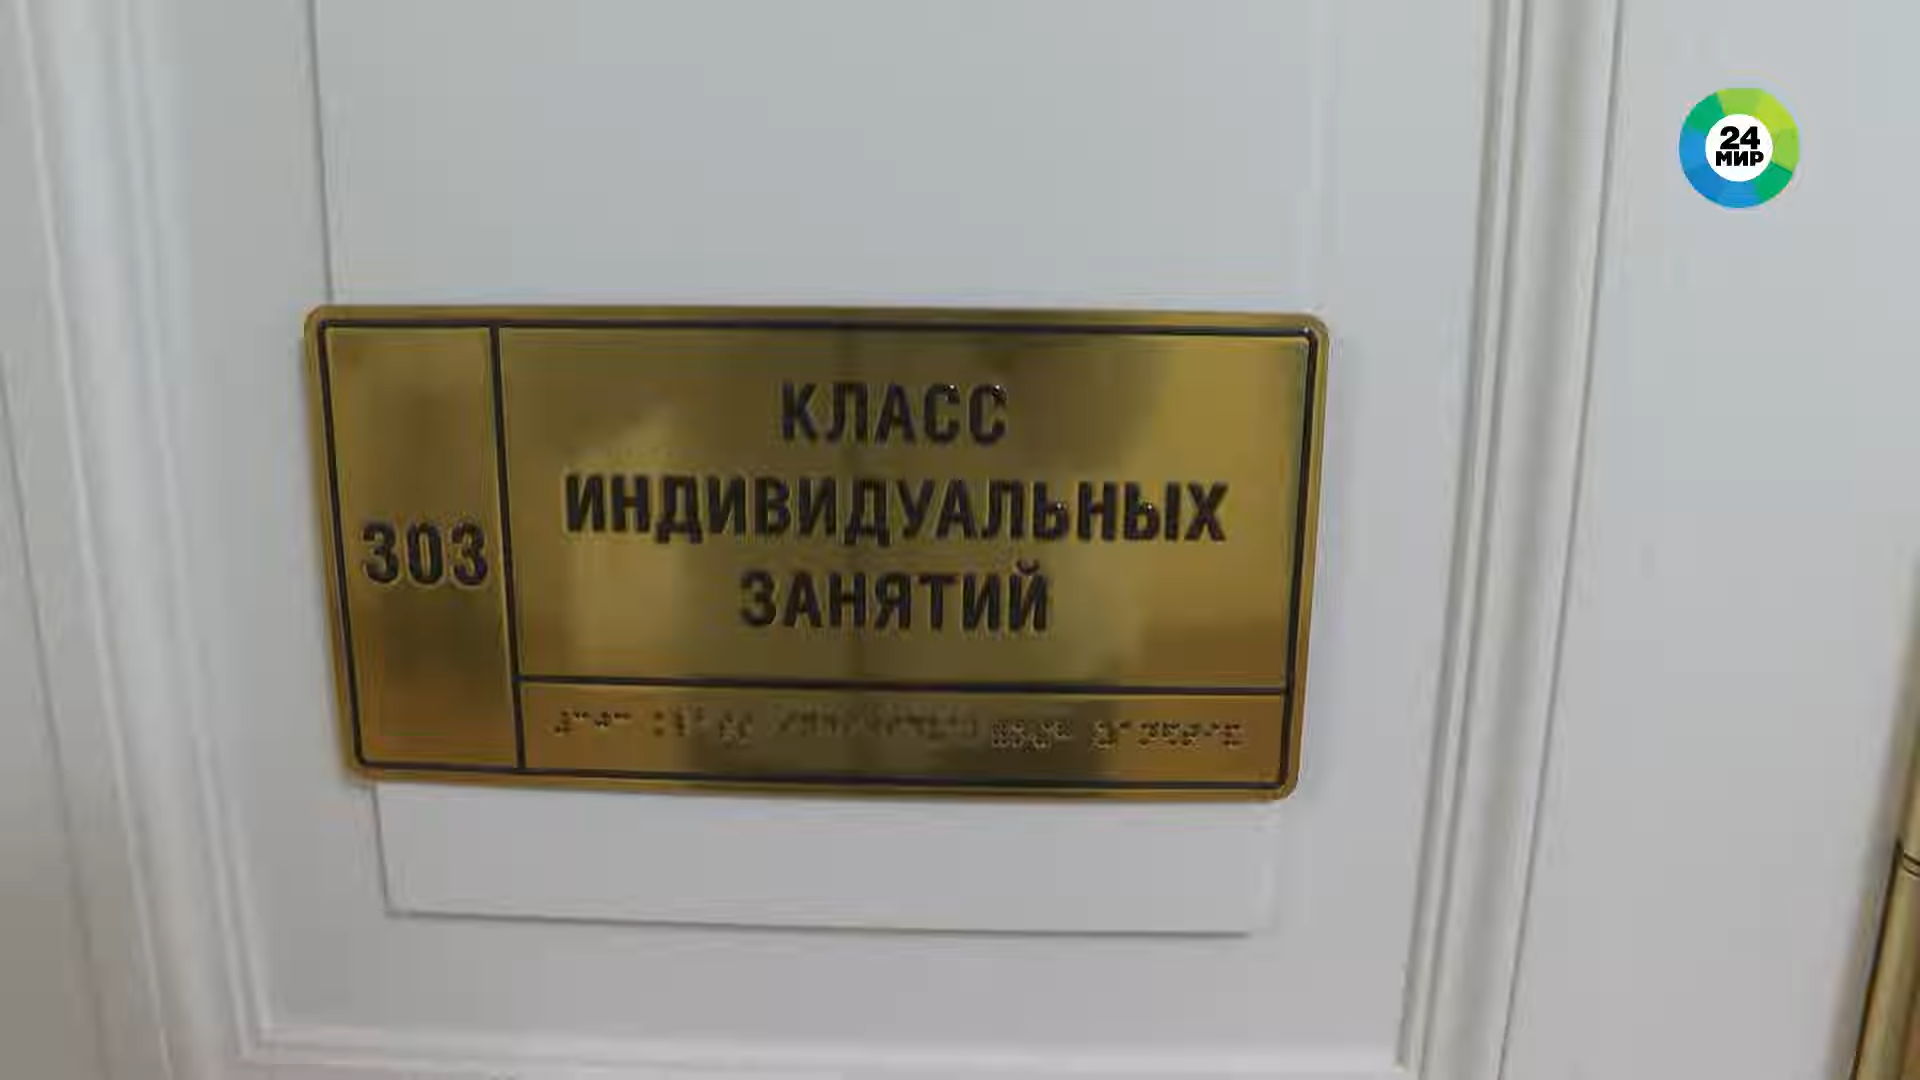 24
МИР
303
КЛАСС
ИНДИВИДУАЛЬНЫХ
ЗАНЯТИЙ